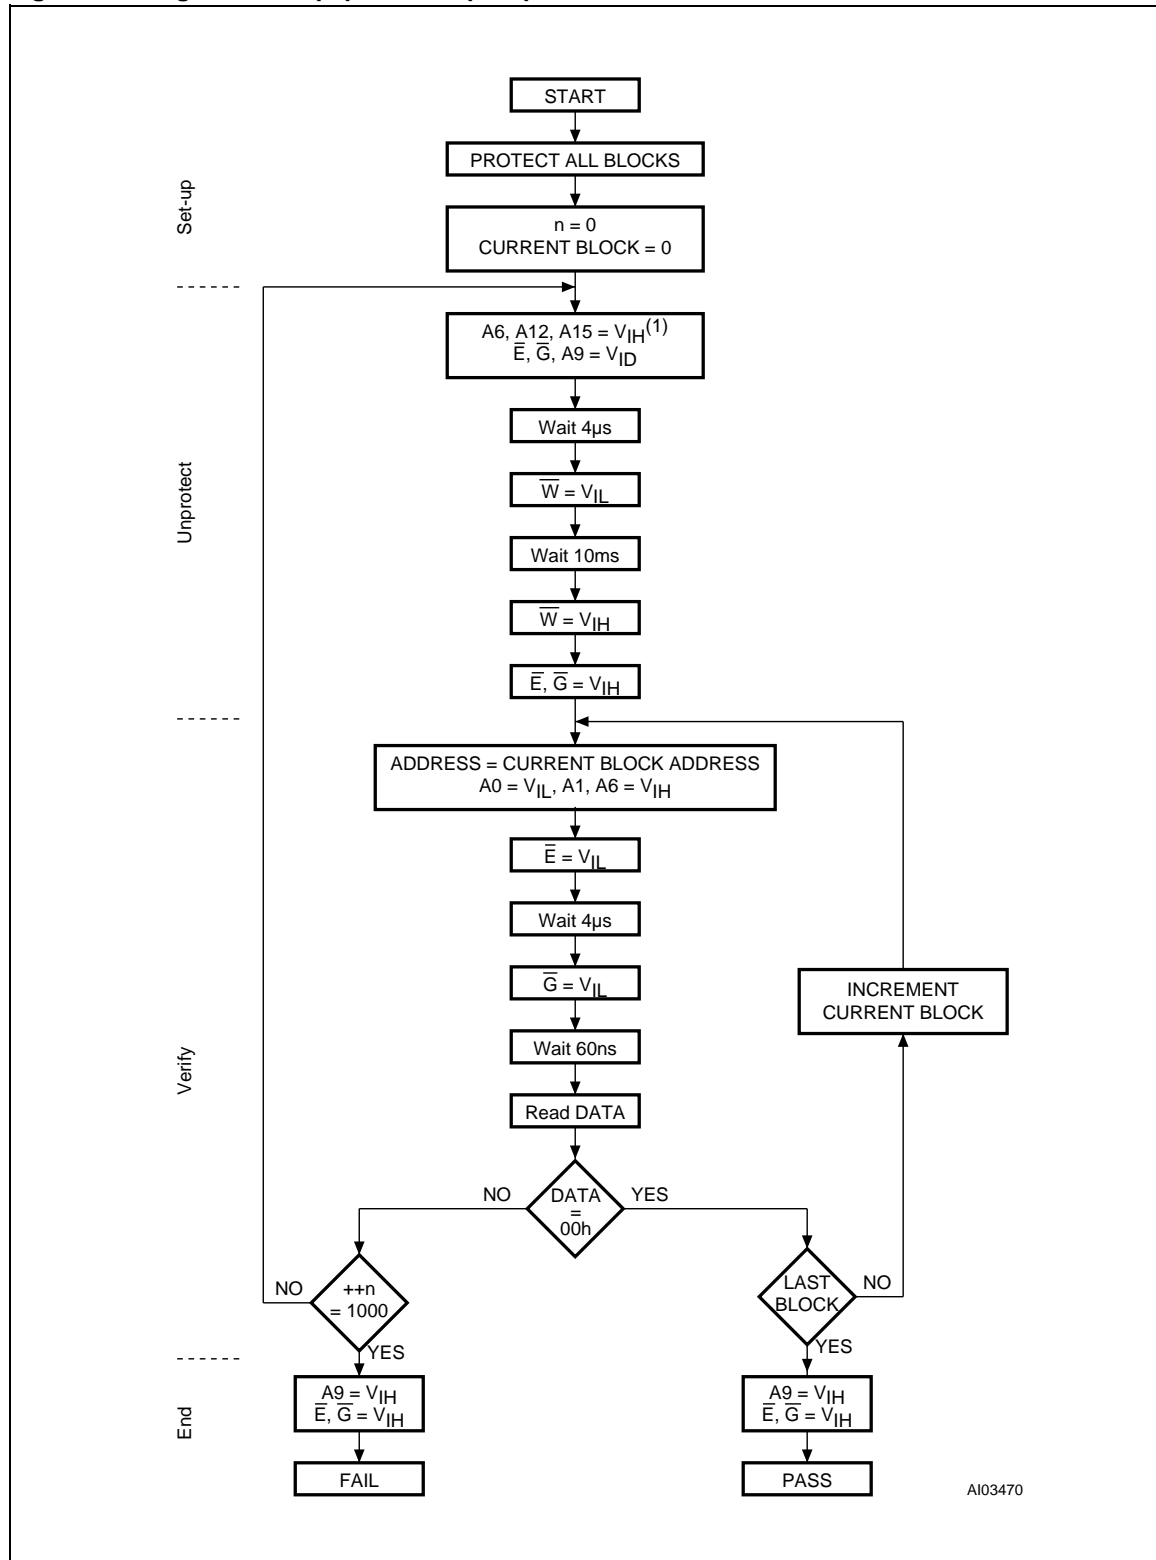 START
PROTECT ALL BLOCKS
Set-up
n = 0
CURRENT BLOCK = 0
A6, A12, A15 = VIH(1)
E̅, G̅, A9 = VID
Wait 4µs
W̅ = VIL
Unprotect
Wait 10ms
W̅ = VIH
E̅, G̅ = VIH
ADDRESS = CURRENT BLOCK ADDRESS
A0 = VIL, A1, A6 = VIH
E̅ = VIL
Wait 4µs
G̅ = VIL
INCREMENT
CURRENT BLOCK
Wait 60ns
Verify
Read DATA
NO
DATA
=
00h
YES
NO
++n
= 1000
LAST
BLOCK
NO
YES
YES
End
A9 = VIH
E̅, G̅ = VIH
A9 = VIH
E̅, G̅ = VIH
FAIL
PASS
AI03470